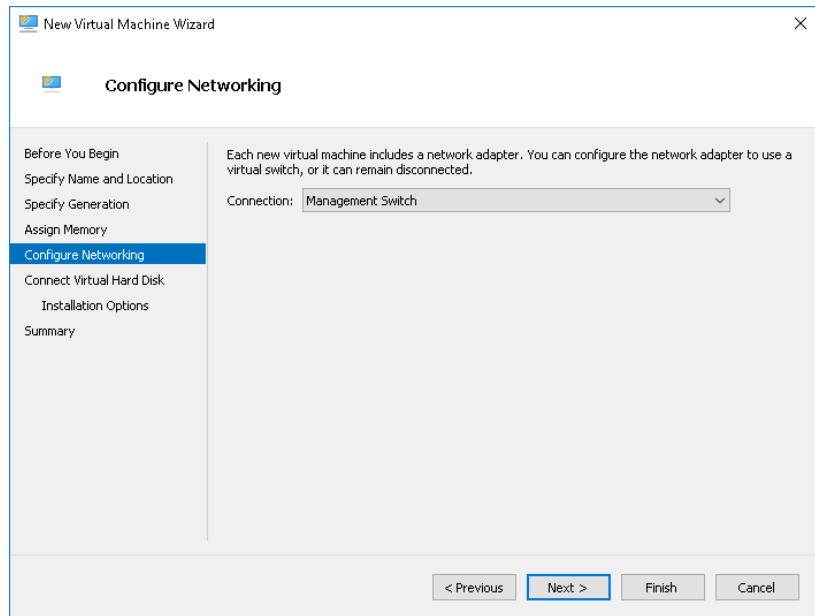 New Virtual Machine Wizard
Configure Networking
Before You Begin
Specify Name and Location
Specify Generation
Assign Memory
Configure Networking
Connect Virtual Hard Disk
Installation Options
Summary
Each new virtual machine includes a network adapter. You can configure the network adapter to use a
virtual switch, or it can remain disconnected.
Connection: Management Switch
< Previous Next > Finish Cancel